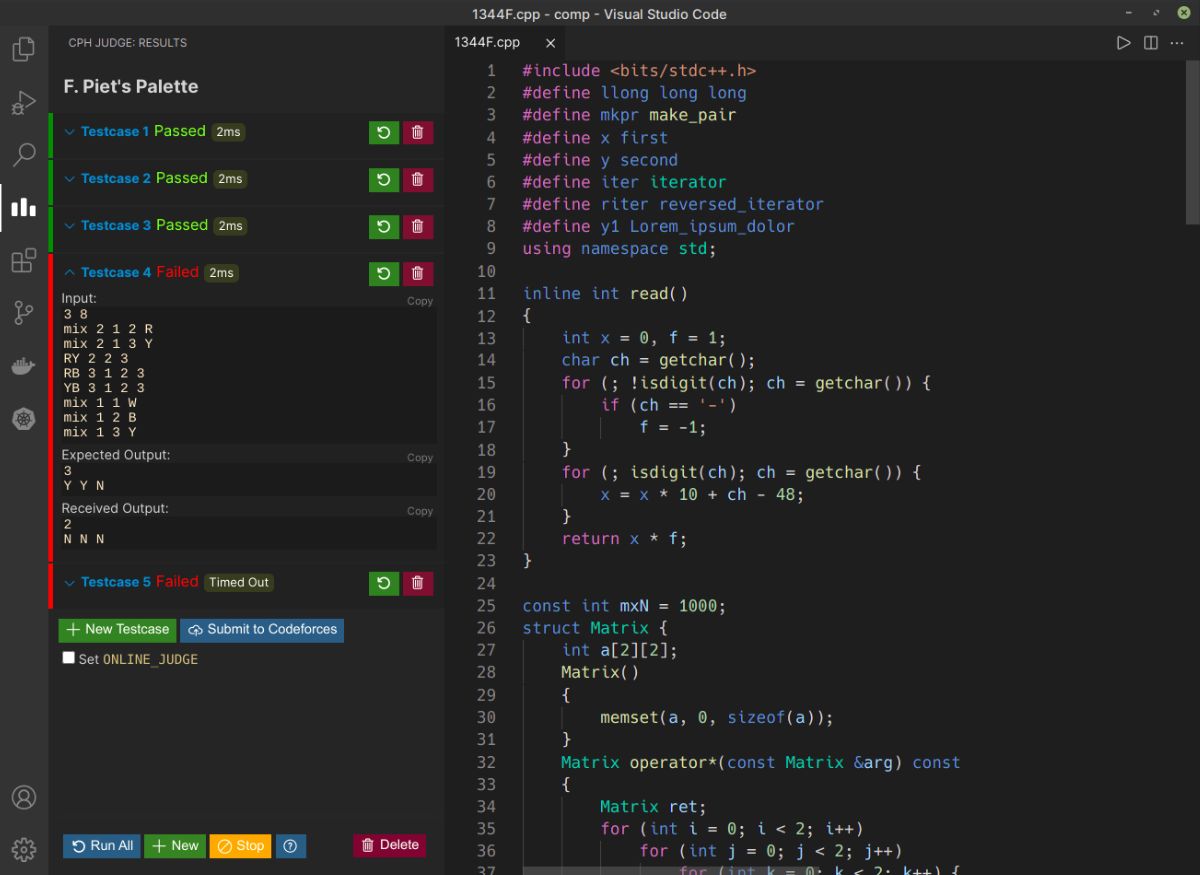 1344F.cpp - comp - Visual Studio Code
CPH JUDGE: RESULTS
F. Piet's Palette
Testcase 1 Passed 2ms
Testcase 2 Passed 2ms
Testcase 3 Passed 2ms
Testcase 4 Failed 2ms
Input:
Copy
3 8
mix 2 1 2 R
mix 2 1 3 Y
RY 2 2 3
RB 3 1 2 3
YB 3 1 2 3
mix 1 1 W
mix 1 2 B
mix 1 3 Y
Expected Output:
Copy
3
Y Y N
Received Output:
Copy
2
N N N
Testcase 5 Failed Timed Out
New Testcase Submit to Codeforces
Set ONLINE_JUDGE
Run All New Stop Delete
1344F.cpp
1 #include <bits/stdc++.h>
2 #define llong long long
3 #define mkpr make_pair
4 #define x first
5 #define y second
6 #define iter iterator
7 #define riter reversed_iterator
8 #define y1 Lorem_ipsum_dolor
9 using namespace std;
10
11 inline int read()
12 {
13     int x = 0, f = 1;
14     char ch = getchar();
15     for (; !isdigit(ch); ch = getchar()) {
16         if (ch == '-')
17             f = -1;
18     }
19     for (; isdigit(ch); ch = getchar()) {
20         x = x * 10 + ch - 48;
21     }
22     return x * f;
23 }
24
25 const int mxN = 1000;
26 struct Matrix {
27     int a[2][2];
28     Matrix()
29     {
30         memset(a, 0, sizeof(a));
31     }
32     Matrix operator*(const Matrix &arg) const
33     {
34         Matrix ret;
35         for (int i = 0; i < 2; i++)
36             for (int j = 0; j < 2; j++)
37                 for (int k = 0; k < 2; k++) {